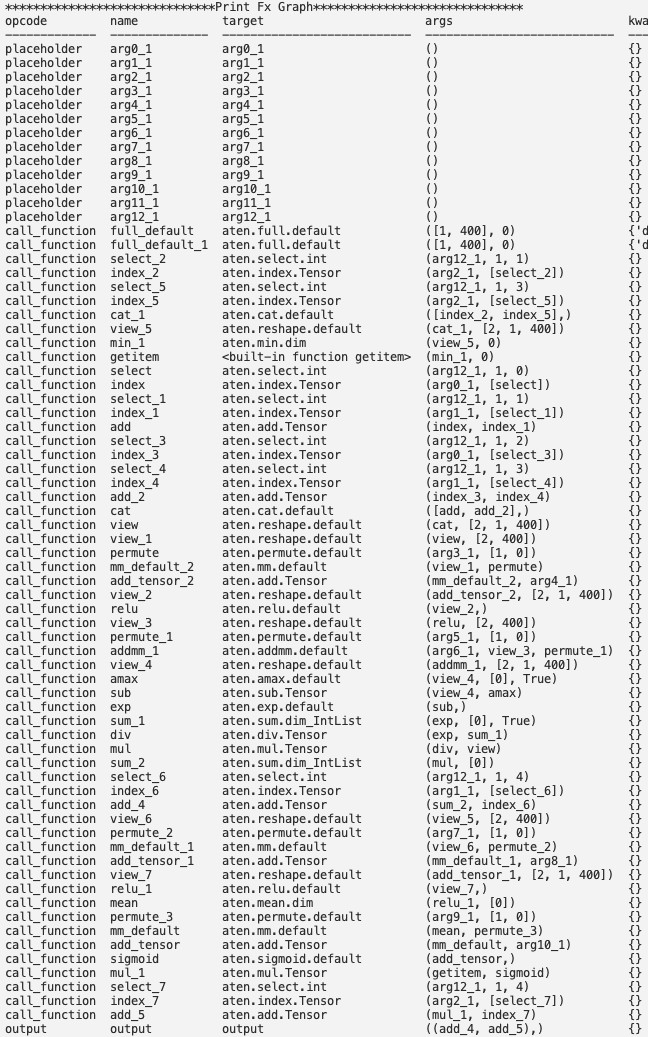 ******************************Print Fx Graph******************************
opcode name target args kwa
------------- -------------- --------------------------- --------------------------- ---
placeholder arg0_1 arg0_1 () {}
placeholder arg1_1 arg1_1 () {}
placeholder arg2_1 arg2_1 () {}
placeholder arg3_1 arg3_1 () {}
placeholder arg4_1 arg4_1 () {}
placeholder arg5_1 arg5_1 () {}
placeholder arg6_1 arg6_1 () {}
placeholder arg7_1 arg7_1 () {}
placeholder arg8_1 arg8_1 () {}
placeholder arg9_1 arg9_1 () {}
placeholder arg10_1 arg10_1 () {}
placeholder arg11_1 arg11_1 () {}
placeholder arg12_1 arg12_1 () {}
call_function full_default aten.full.default ([1, 400], 0) {'d
call_function full_default_1 aten.full.default ([1, 400], 0) {'d
call_function select_2 aten.select.int (arg12_1, 1, 1) {}
call_function index_2 aten.index.Tensor (arg2_1, [select_2]) {}
call_function select_5 aten.select.int (arg12_1, 1, 3) {}
call_function index_5 aten.index.Tensor (arg2_1, [select_5]) {}
call_function cat_1 aten.cat.default ([index_2, index_5],) {}
call_function view_5 aten.reshape.default (cat_1, [2, 1, 400]) {}
call_function min_1 aten.min.dim (view_5, 0) {}
call_function getitem <built-in function getitem> (min_1, 0) {}
call_function select aten.select.int (arg12_1, 1, 0) {}
call_function index aten.index.Tensor (arg0_1, [select]) {}
call_function select_1 aten.select.int (arg12_1, 1, 1) {}
call_function index_1 aten.index.Tensor (arg1_1, [select_1]) {}
call_function add aten.add.Tensor (index, index_1) {}
call_function select_3 aten.select.int (arg12_1, 1, 2) {}
call_function index_3 aten.index.Tensor (arg0_1, [select_3]) {}
call_function select_4 aten.select.int (arg12_1, 1, 3) {}
call_function index_4 aten.index.Tensor (arg1_1, [select_4]) {}
call_function add_2 aten.add.Tensor (index_3, index_4) {}
call_function cat aten.cat.default ([add, add_2],) {}
call_function view aten.reshape.default (cat, [2, 1, 400]) {}
call_function view_1 aten.reshape.default (view, [2, 400]) {}
call_function permute aten.permute.default (arg3_1, [1, 0]) {}
call_function mm_default_2 aten.mm.default (view_1, permute) {}
call_function add_tensor_2 aten.add.Tensor (mm_default_2, arg4_1) {}
call_function view_2 aten.reshape.default (add_tensor_2, [2, 1, 400]) {}
call_function relu aten.relu.default (view_2,) {}
call_function view_3 aten.reshape.default (relu, [2, 400]) {}
call_function permute_1 aten.permute.default (arg5_1, [1, 0]) {}
call_function addmm_1 aten.addmm.default (arg6_1, view_3, permute_1) {}
call_function view_4 aten.reshape.default (addmm_1, [2, 1, 400]) {}
call_function amax aten.amax.default (view_4, [0], True) {}
call_function sub aten.sub.Tensor (view_4, amax) {}
call_function exp aten.exp.default (sub,) {}
call_function sum_1 aten.sum.dim_IntList (exp, [0], True) {}
call_function div aten.div.Tensor (exp, sum_1) {}
call_function mul aten.mul.Tensor (div, view) {}
call_function sum_2 aten.sum.dim_IntList (mul, [0]) {}
call_function select_6 aten.select.int (arg12_1, 1, 4) {}
call_function index_6 aten.index.Tensor (arg1_1, [select_6]) {}
call_function add_4 aten.add.Tensor (sum_2, index_6) {}
call_function view_6 aten.reshape.default (view_5, [2, 400]) {}
call_function permute_2 aten.permute.default (arg7_1, [1, 0]) {}
call_function mm_default_1 aten.mm.default (view_6, permute_2) {}
call_function add_tensor_1 aten.add.Tensor (mm_default_1, arg8_1) {}
call_function view_7 aten.reshape.default (add_tensor_1, [2, 1, 400]) {}
call_function relu_1 aten.relu.default (view_7,) {}
call_function mean aten.mean.dim (relu_1, [0]) {}
call_function permute_3 aten.permute.default (arg9_1, [1, 0]) {}
call_function mm_default aten.mm.default (mean, permute_3) {}
call_function add_tensor aten.add.Tensor (mm_default, arg10_1) {}
call_function sigmoid aten.sigmoid.default (add_tensor,) {}
call_function mul_1 aten.mul.Tensor (getitem, sigmoid) {}
call_function select_7 aten.select.int (arg12_1, 1, 4) {}
call_function index_7 aten.index.Tensor (arg2_1, [select_7]) {}
call_function add_5 aten.add.Tensor (mul_1, index_7) {}
output output output ((add_4, add_5),) {}